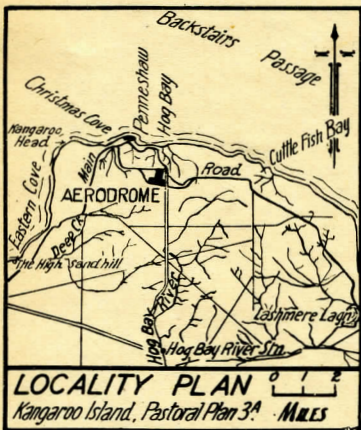 Backstairs
Passage
Christmas Cove
Penneshaw
Hog Bay
Kangaroo
Head
Cuttle Fish Bay
Main
Road
AERODROME
Eastern Cove
Deep Ck
The High Sand hill
Hog Bay River
Lashmere Lagn
Hog Bay River Stn.
LOCALITY PLAN
0 1 2
MILES
Kangaroo Island, Pastoral Plan 3A